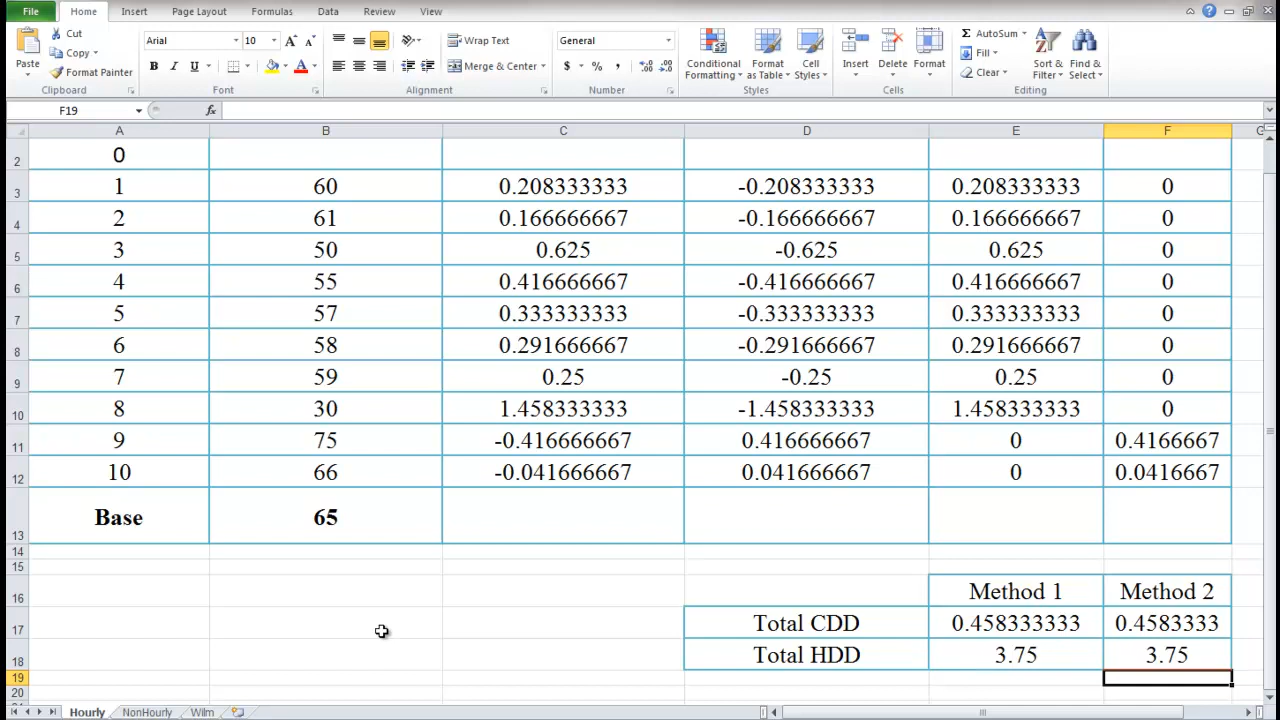 File Home Insert Page Layout Formulas Data Review View
Paste Cut Copy Format Painter Clipboard
Arial 10 A A B I U A Font
Wrap Text Merge & Center Alignment
General $ % , .0 .00 .00 .0 Number
Conditional Formatting Format as Table Cell Styles Styles
Insert Delete Format Cells
Σ AutoSum Fill Clear Sort & Filter Find & Select Editing
F19 fx
A B C D E F G
2 0
3 1 60 0.208333333 -0.208333333 0.208333333 0
4 2 61 0.166666667 -0.166666667 0.166666667 0
5 3 50 0.625 -0.625 0.625 0
6 4 55 0.416666667 -0.416666667 0.416666667 0
7 5 57 0.333333333 -0.333333333 0.333333333 0
8 6 58 0.291666667 -0.291666667 0.291666667 0
9 7 59 0.25 -0.25 0.25 0
10 8 30 1.458333333 -1.458333333 1.458333333 0
11 9 75 -0.416666667 0.416666667 0 0.4166667
12 10 66 -0.041666667 0.041666667 0 0.0416667
13 Base 65
14
15
16 Method 1 Method 2
17 Total CDD 0.458333333 0.4583333
18 Total HDD 3.75 3.75
19
20
Hourly NonHourly Wilm